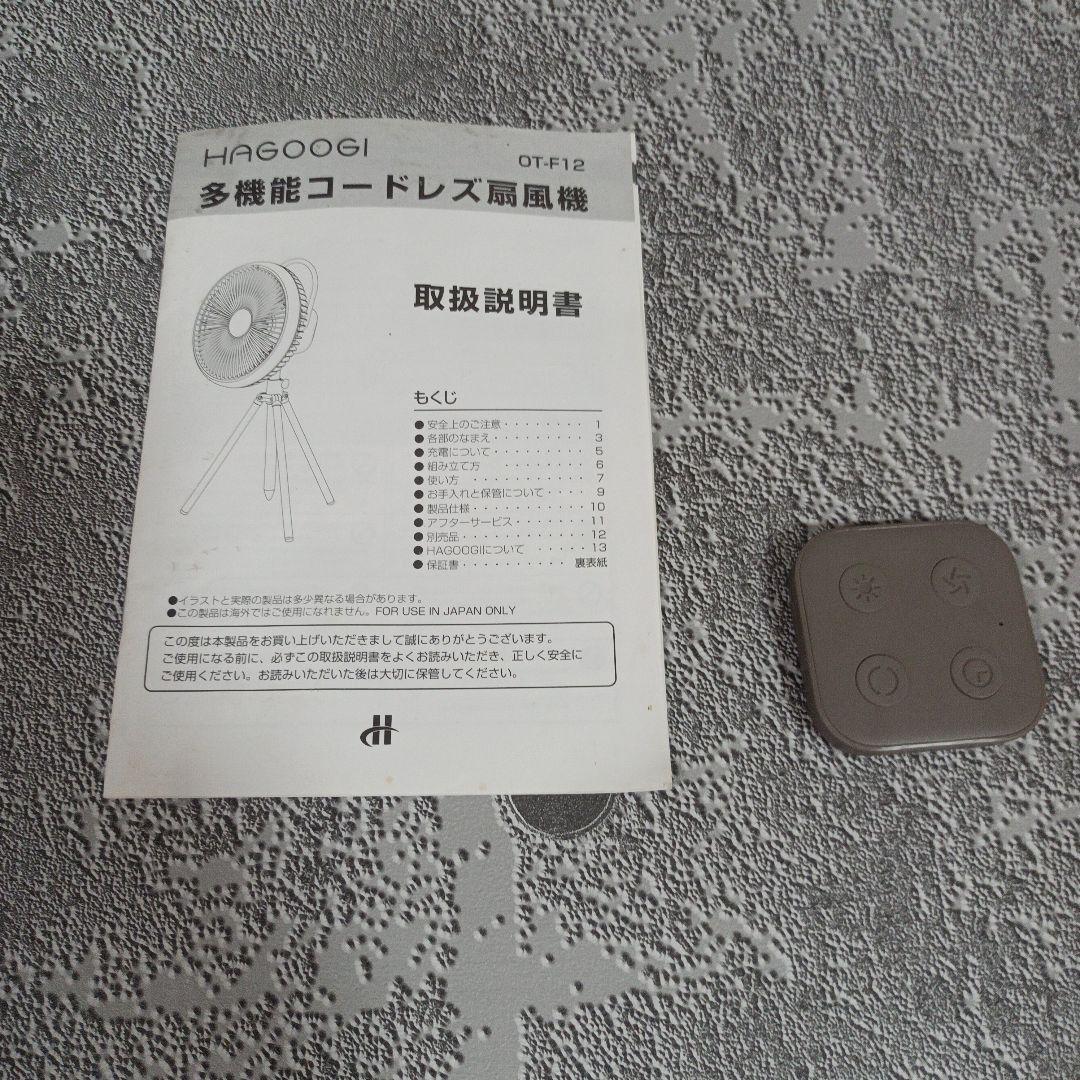 HAGOOGI
OT-F12
多機能コードレズ扇風機
取扱説明書
もくじ
●安全上のご注意・・・・・・・・・1
●各部のなまえ・・・・・・・・・3
●充電について・・・・・・・・・5
●組み立て方 ・・・・・・・・6
●使い方 ・・・・・・・・・・7
●お手入れと保管について・・・・9
●製品仕様・・・・・・・・・・・10
●アフターサービス・・・・・・・11
●別売品・・・・・・・・・・・・12
●HAGOOGIについて ・・・・・13
●保証書・・・・・・・・・・裏表紙
●イラストと実際の製品は多少異なる場合があります。
●この製品は海外ではご使用になれません。FOR USE IN JAPAN ONLY
この度は本製品をお買い上げいただきまして誠にありがとうございます。
ご使用になる前に、必ずこの取扱説明書をよくお読みいただき、正しく安全に
ご使用ください。お読みいただいた後は大切に保管してください。